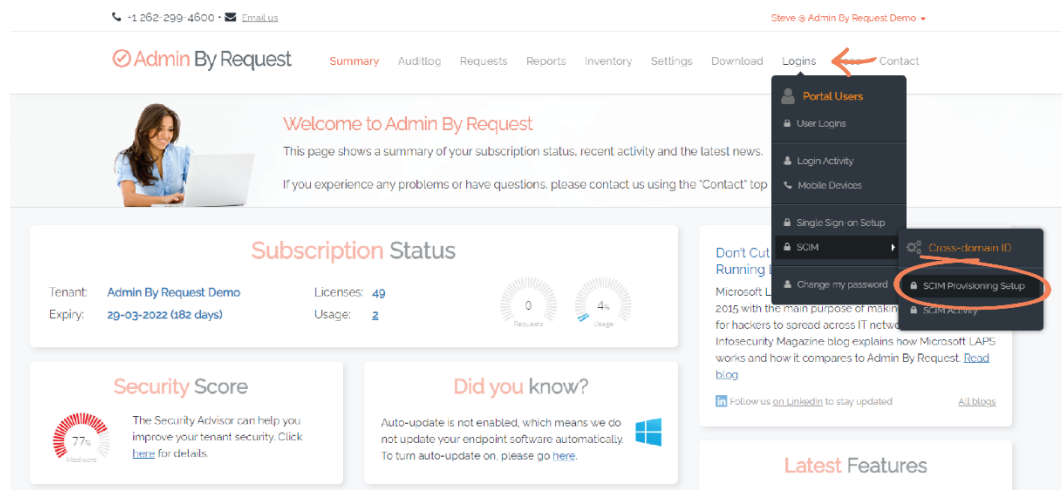 -1 262-299-4600 • Email us
Steve @ Admin By Request Demo
Admin By Request
Summary Auditlog Requests Reports Inventory Settings Download Logins Contact
Portal Users
User Logins
Login Activity
Mobile Devices
Single Sign-on Setup
SCIM
Change my password
Cross-domain ID
SCIM Provisioning Setup
SCIM Activity
Welcome to Admin By Request
This page shows a summary of your subscription status, recent activity and the latest news.
If you experience any problems or have questions, please contact us using the "Contact" top
Subscription Status
Tenant: Admin By Request Demo Licenses: 49
Expiry: 29-03-2022 (182 days) Usage: 2
0
Requests
4%
Usage
Don't Cut
Running
Microsoft L
2015 with the main purpose of makin
for hackers to spread across IT netwo
Infosecurity Magazine blog explains how Microsoft LAPS
works and how it compares to Admin By Request. Read
blog
Follow us on LinkedIn to stay updated All blogs
Security Score
77%
Mediocre
The Security Advisor can help you
improve your tenant security. Click
here for details.
Did you know?
Auto-update is not enabled, which means we do
not update your endpoint software automatically.
To turn auto-update on, please go here.
Latest Features